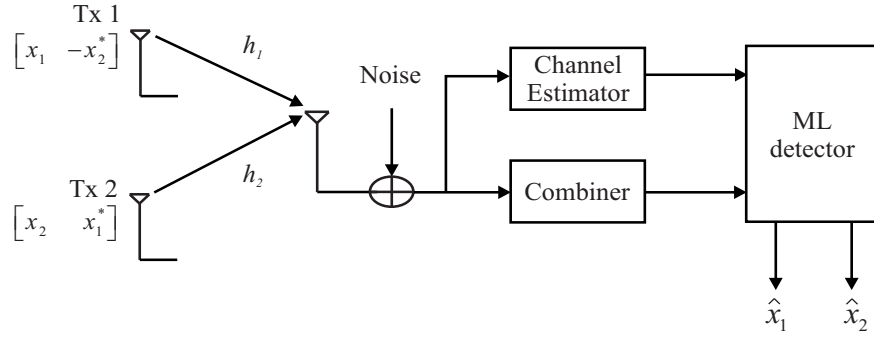 Tx 1
[x₁ −x₂*]
h₁
Noise
Channel
Estimator
ML
detector
Tx 2
[x₂ x₁*]
h₂
Combiner
x̂₁
x̂₂